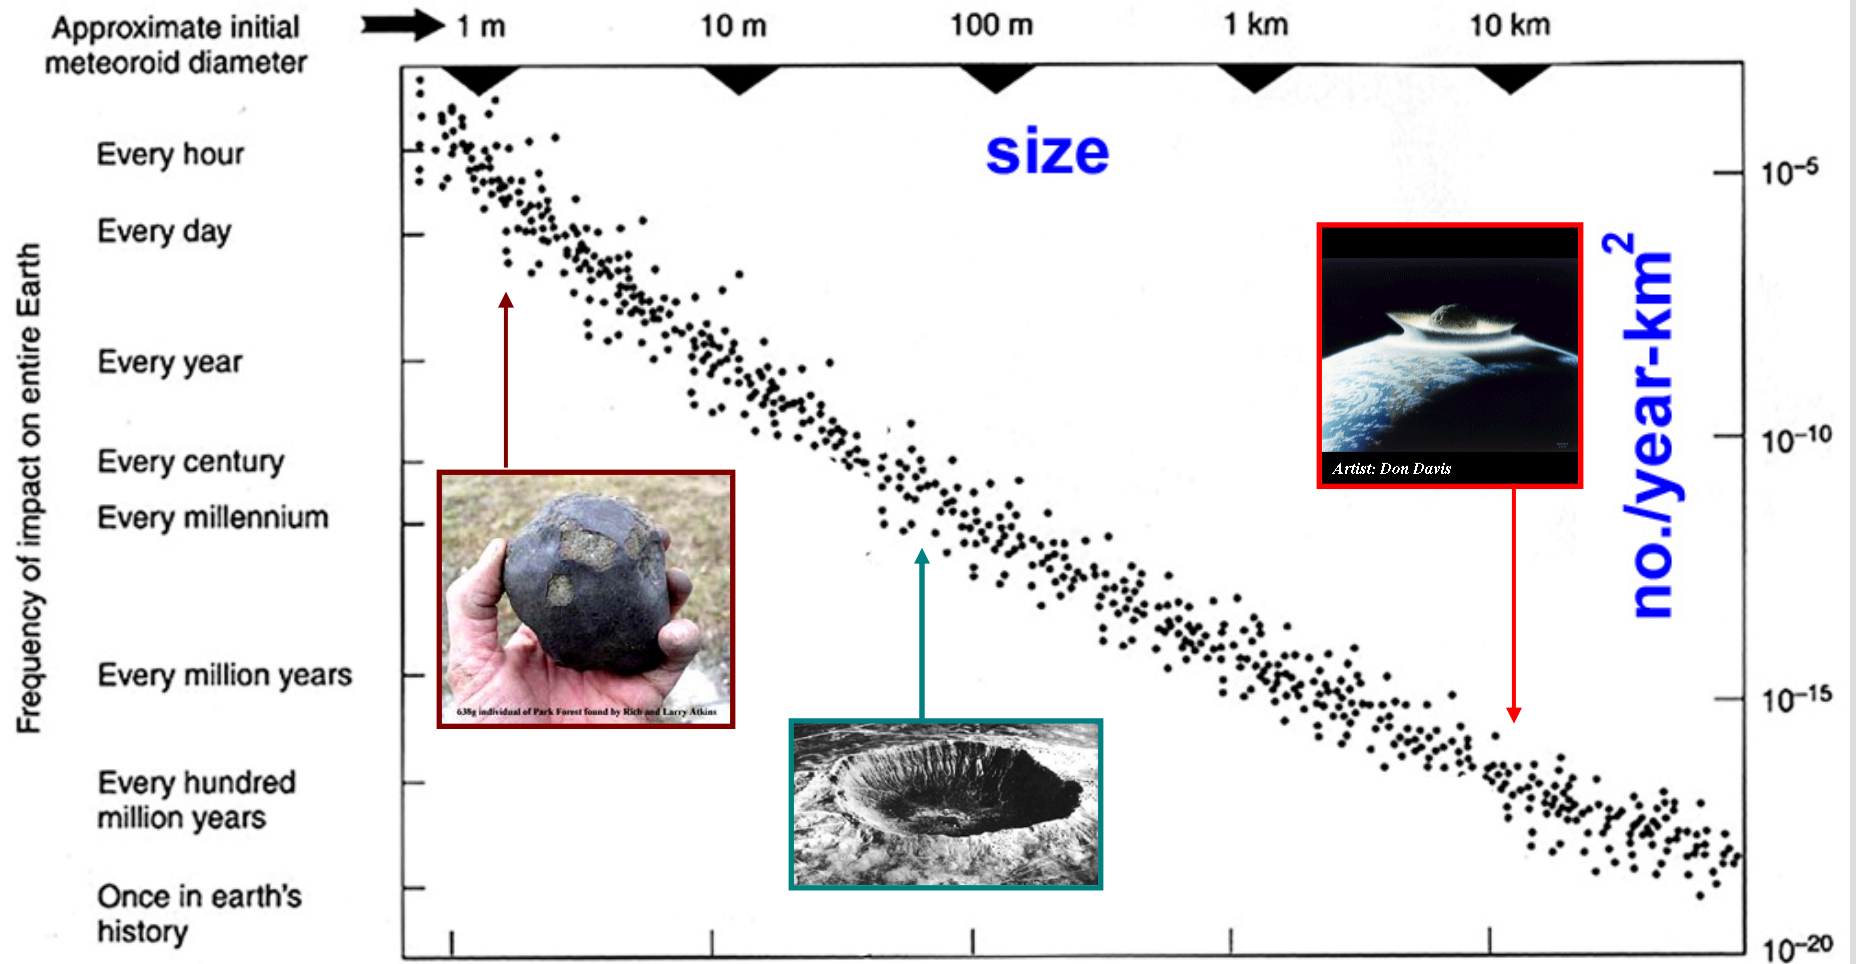 Approximate initial
meteoroid diameter
1 m
10 m
100 m
1 km
10 km
size
Frequency of impact on entire Earth
Every hour
Every day
Every year
Every century
Every millennium
Every million years
Every hundred
million years
Once in earth's
history
10⁻⁵
10⁻¹⁰
10⁻¹⁵
10⁻²⁰
no./year-km²
Artist: Don Davis
638g individual of Park Forest found by Rich and Larry Atkins